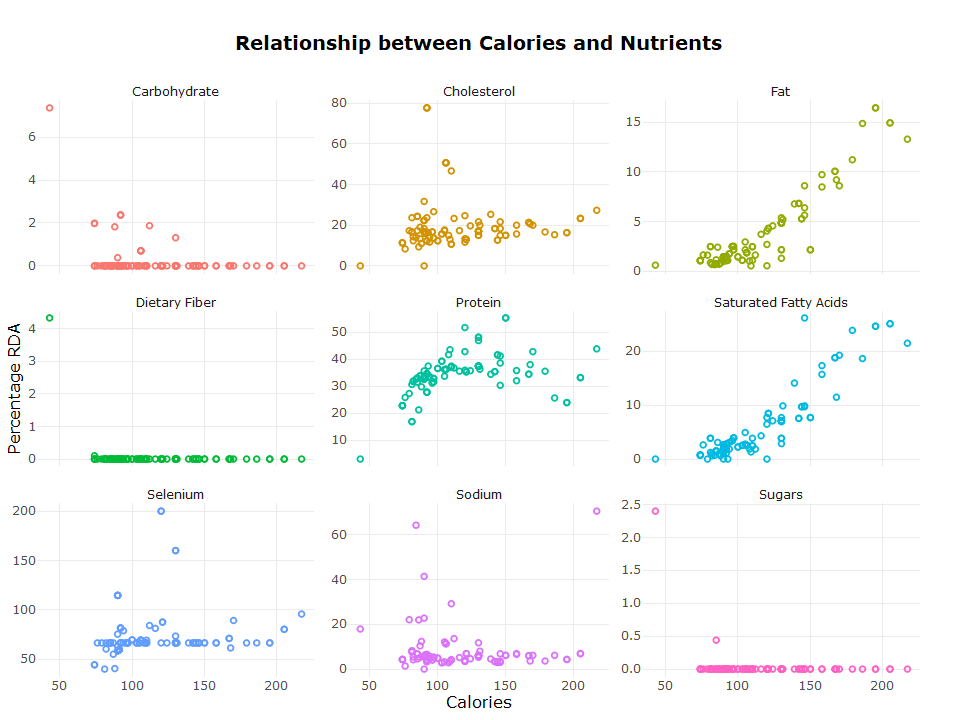 Relationship between Calories and Nutrients
Carbohydrate
Cholesterol
Fat
6
4
2
0
80
60
40
20
0
15
10
5
0
Dietary Fiber
Protein
Saturated Fatty Acids
4
3
2
1
0
50
40
30
20
10
20
10
0
Percentage RDA
Selenium
Sodium
Sugars
200
150
100
50
60
40
20
0
2.5
2.0
1.5
1.0
0.5
0.0
50 100 150 200
50 100 150 200
50 100 150 200
Calories